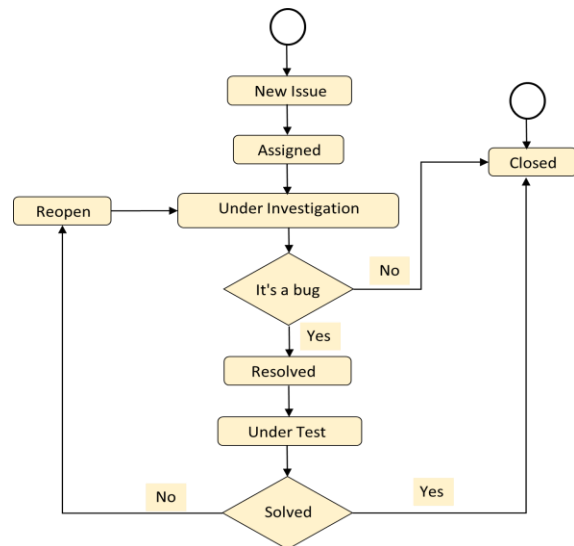 New Issue
Assigned
Closed
Reopen
Under Investigation
No
It's a bug
Yes
Resolved
Under Test
No
Yes
Solved